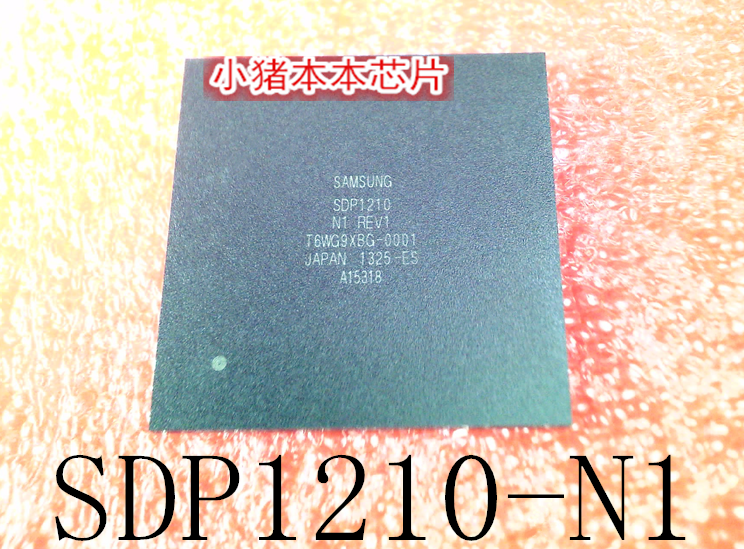 小猪本本芯片
SAMSUNG
SDP1210
N1 REV1
T6WG9XBG-0001
JAPAN 1325-ES
A15318
SDP1210-N1